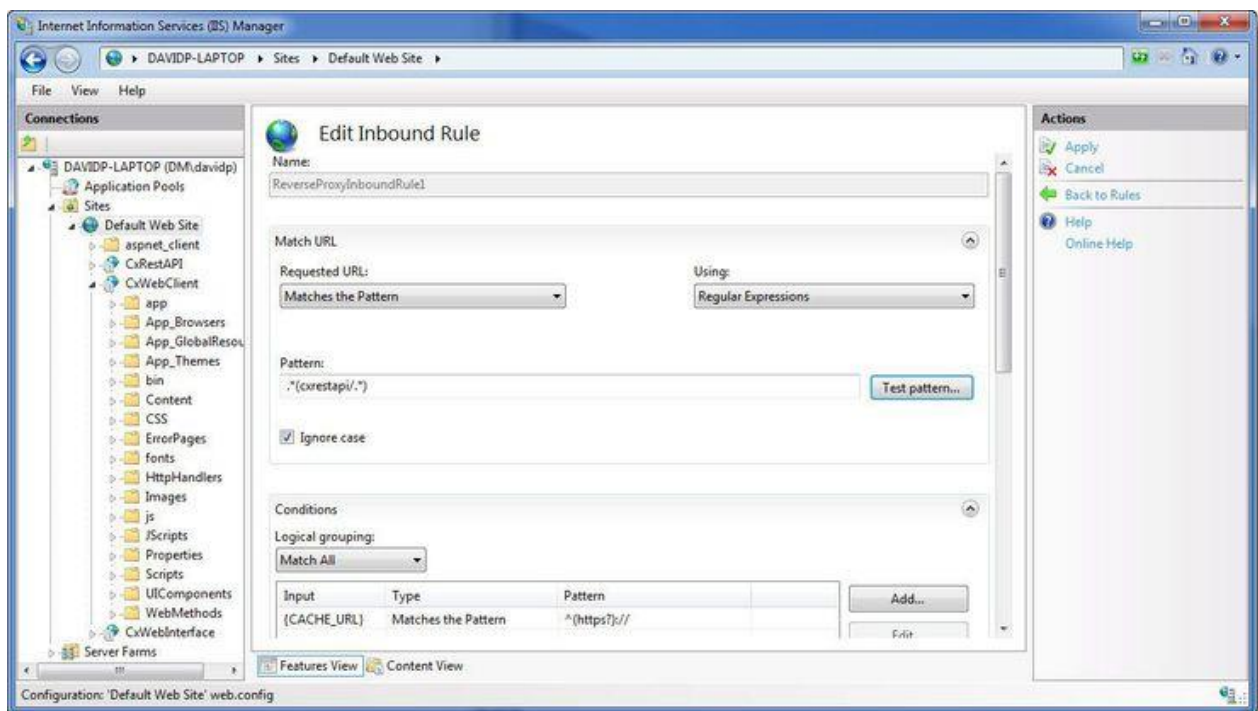 Internet Information Services (IIS) Manager
DAVIDP-LAPTOP Sites Default Web Site
File View Help
Connections
DAVIDP-LAPTOP (DM\davidp)
Application Pools
Sites
Default Web Site
aspnet_client
CxRestAPI
CxWebClient
app
App_Browsers
App_GlobalResou
App_Themes
bin
Content
CSS
ErrorPages
fonts
HttpHandlers
Images
js
JScripts
Properties
Scripts
UIComponents
WebMethods
CxWebInterface
Server Farms
Edit Inbound Rule
Name:
ReverseProxyInboundRule1
Match URL
Requested URL: Using:
Matches the Pattern Regular Expressions
Pattern:
.*(cxrestapi/.*) Test pattern...
Ignore case
Conditions
Logical grouping:
Match All
Input Type Pattern
{CACHE_URL} Matches the Pattern ^(https?):// 
Add...
Edit
Features View Content View
Actions
Apply
Cancel
Back to Rules
Help
Online Help
Configuration: 'Default Web Site' web.config